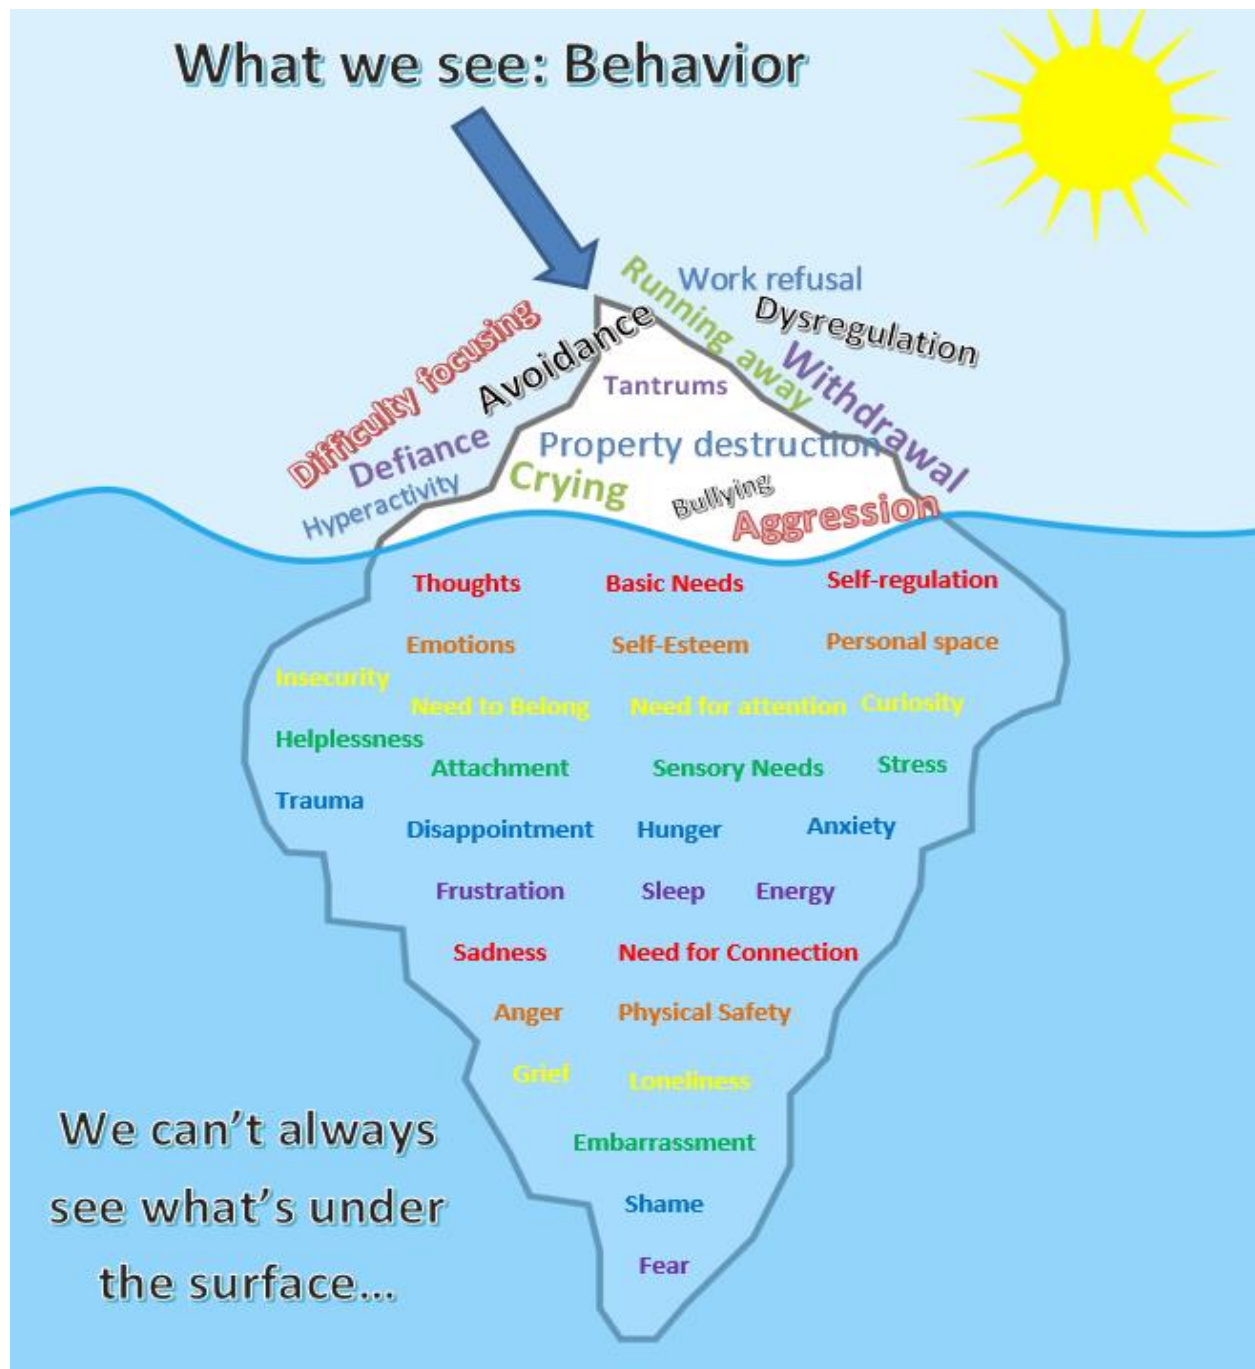 What we see: Behavior
Running away
Work refusal
Dysregulation
Difficulty focusing
Avoidance
Withdrawal
Tantrums
Defiance
Property destruction
Hyperactivity
Crying
Bullying
Aggression
Thoughts Basic Needs Self-regulation
Emotions Self-Esteem Personal space
Insecurity
Need to Belong Need for attention Curiosity
Helplessness
Attachment Sensory Needs Stress
Trauma
Disappointment Hunger Anxiety
Frustration Sleep Energy
Sadness Need for Connection
Anger Physical Safety
Grief Loneliness
Embarrassment
Shame
Fear
We can't always
see what's under
the surface...